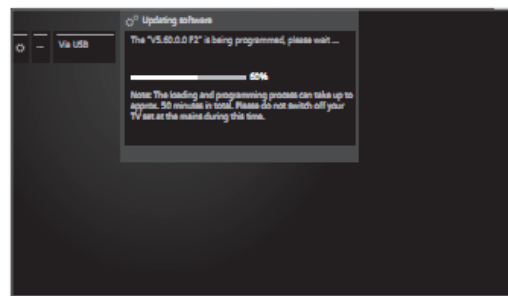 Updating software
Via USB
The "V5.60.0.0 F2" is being programmed, please wait ...
60%
Note: The loading and programming process can take up to
approx. 50 minutes in total. Please do not switch off your
TV set at the mains during this time.